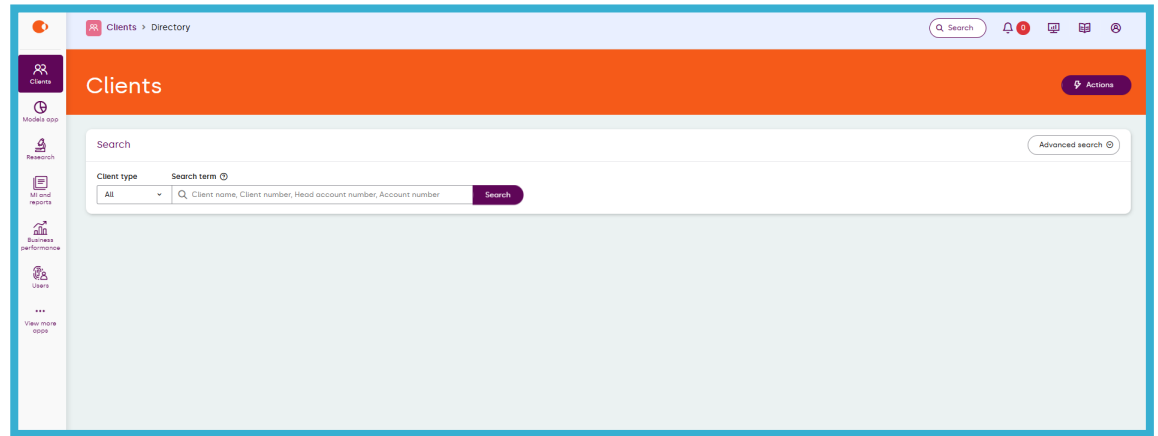 Clients > Directory
Search
0
Clients
Clients
Actions
Models app
Research
MI and
reports
Business
performance
Users
View more
apps
Search
Advanced search
Client type
Search term
All
Client name, Client number, Head account number, Account number
Search